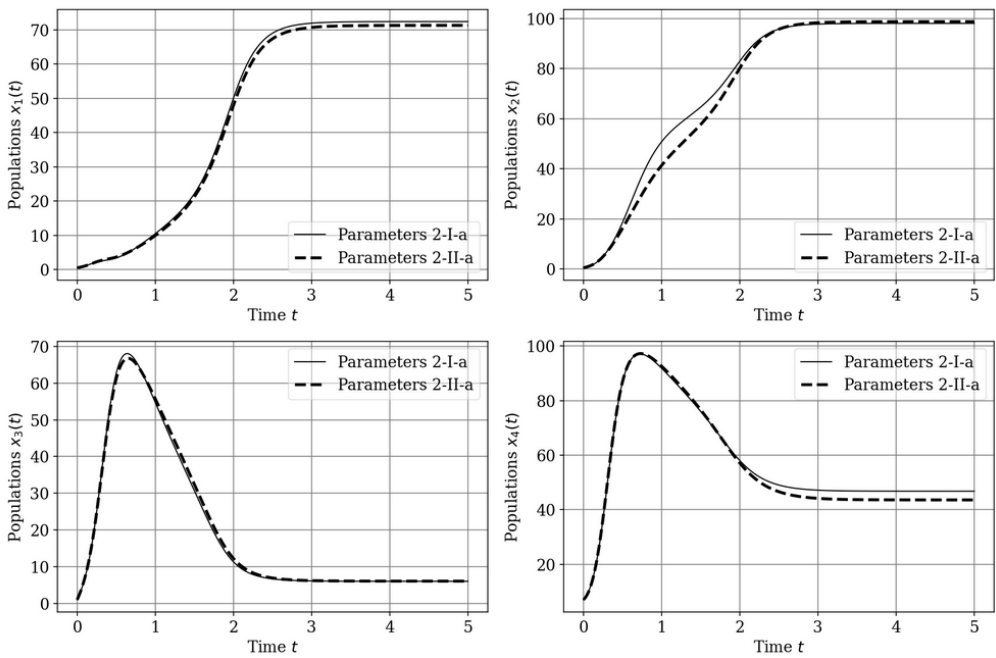 Populations x₁(t)
70
60
50
40
30
20
10
0
0 1 2 3 4 5
Time t
Parameters 2-I-a
Parameters 2-II-a
Populations x₂(t)
100
80
60
40
20
0
0 1 2 3 4 5
Time t
Parameters 2-I-a
Parameters 2-II-a
Populations x₃(t)
70
60
50
40
30
20
10
0
0 1 2 3 4 5
Time t
Parameters 2-I-a
Parameters 2-II-a
Populations x₄(t)
100
80
60
40
20
0 1 2 3 4 5
Time t
Parameters 2-I-a
Parameters 2-II-a